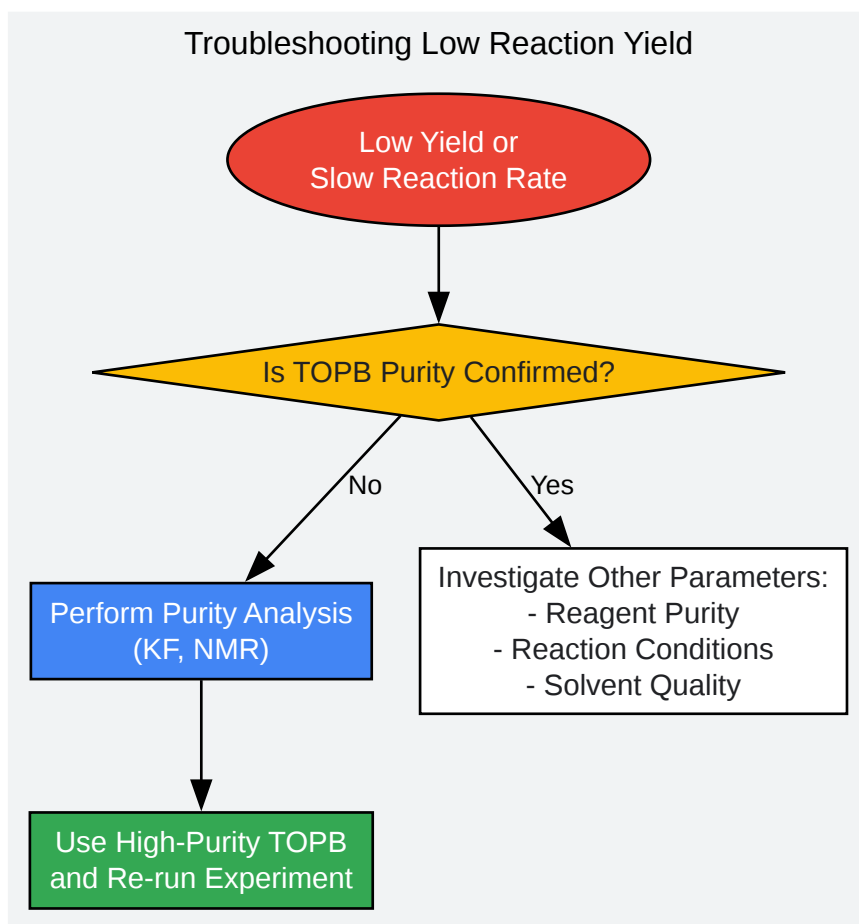 Troubleshooting Low Reaction Yield
Low Yield or
Slow Reaction Rate
Is TOPB Purity Confirmed?
No
Yes
Perform Purity Analysis
(KF, NMR)
Investigate Other Parameters:
- Reagent Purity
- Reaction Conditions
- Solvent Quality
Use High-Purity TOPB
and Re-run Experiment